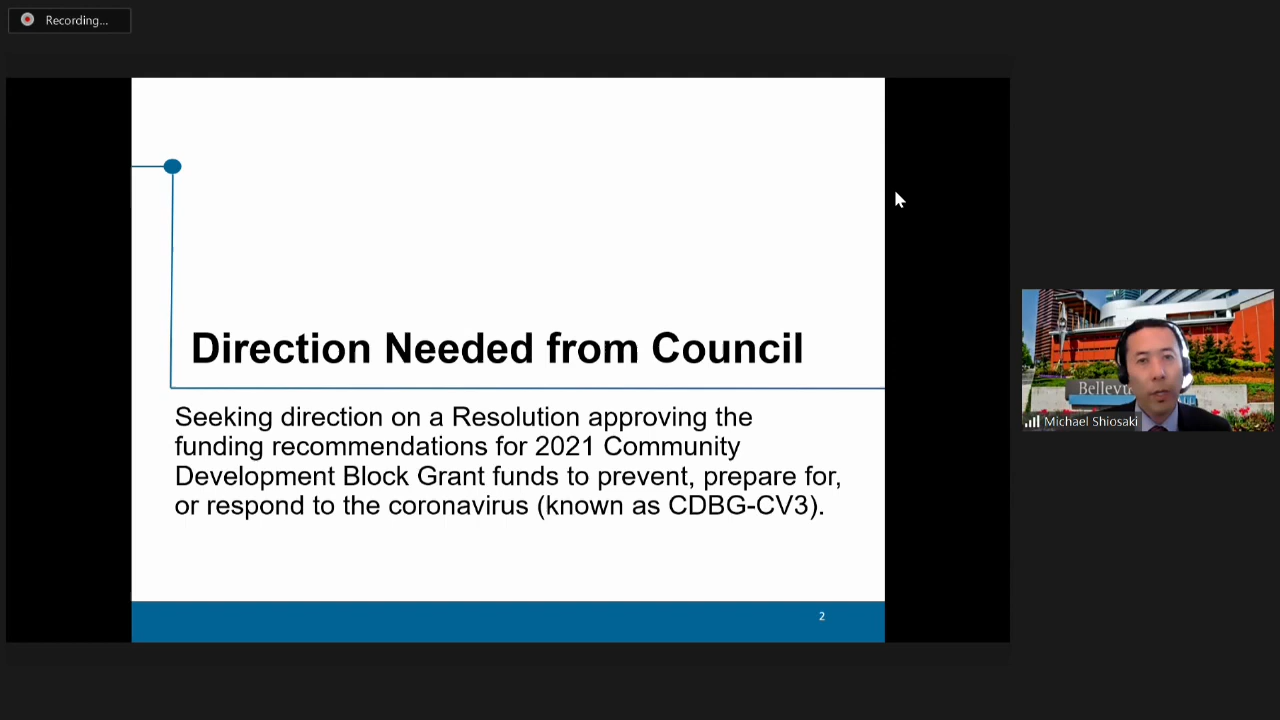 Recording...
Direction Needed from Council
Seeking direction on a Resolution approving the
funding recommendations for 2021 Community
Development Block Grant funds to prevent, prepare for,
or respond to the coronavirus (known as CDBG-CV3).
2
Michael Shiosaki